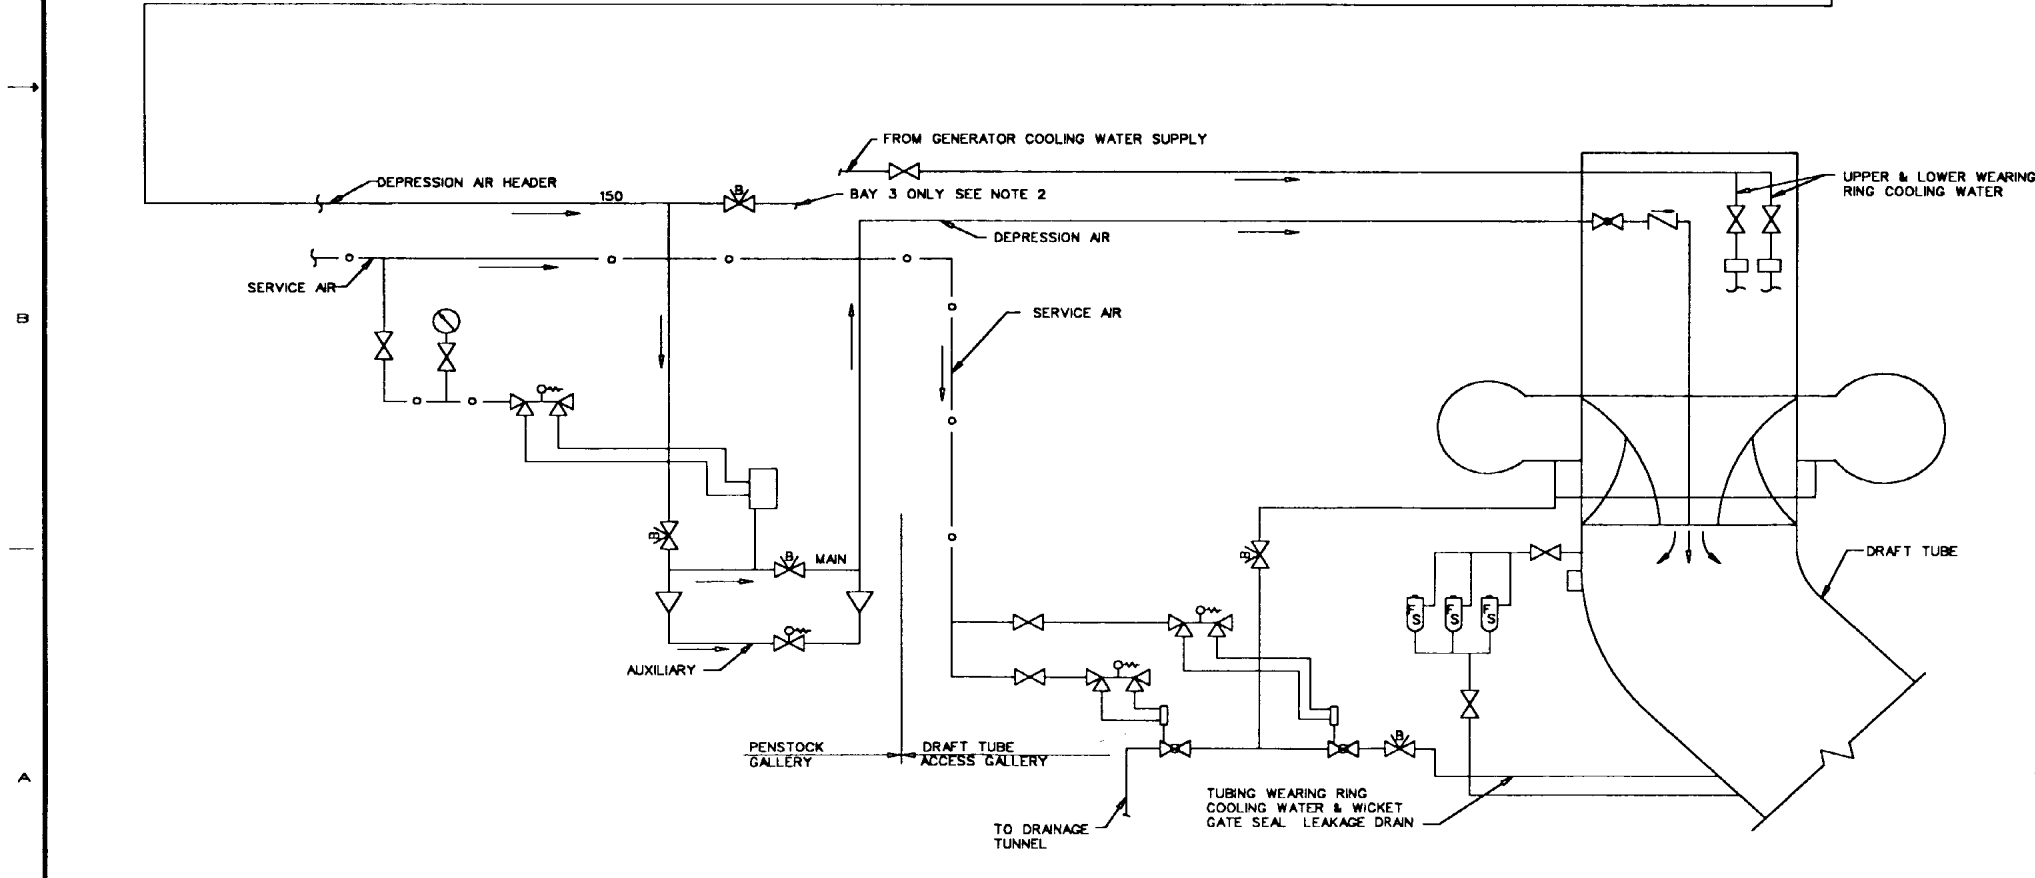 FROM GENERATOR COOLING WATER SUPPLY
DEPRESSION AIR HEADER
150
B
BAY 3 ONLY SEE NOTE 2
UPPER & LOWER WEARING
RING COOLING WATER
DEPRESSION AIR
SERVICE AIR
SERVICE AIR
B
B
B
MAIN
B
DRAFT TUBE
F
S
F
S
F
S
AUXILIARY
PENSTOCK
GALLERY
DRAFT TUBE
ACCESS GALLERY
B
A
TUBING WEARING RING
COOLING WATER & WICKET
GATE SEAL LEAKAGE DRAIN
TO DRAINAGE
TUNNEL